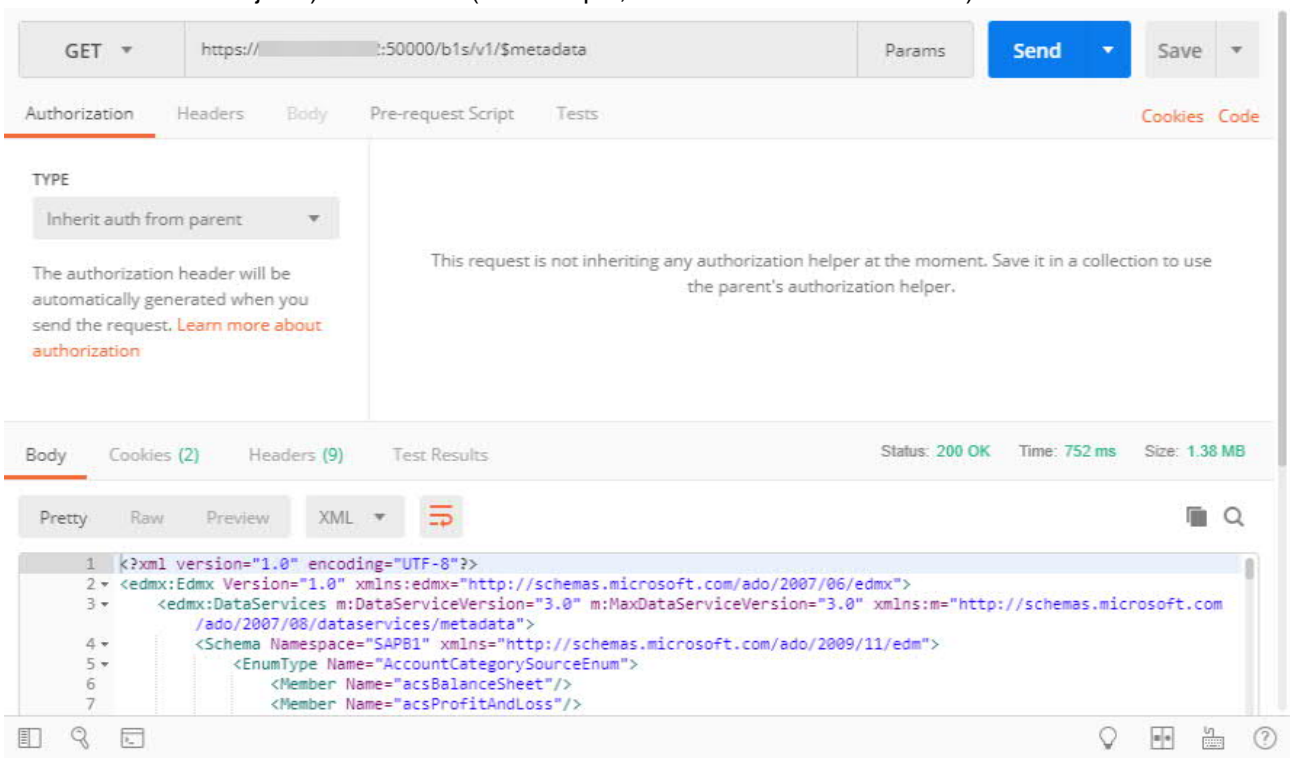 GET https:// :50000/b1s/v1/$metadata Params Send Save
Authorization Headers Body Pre-request Script Tests Cookies Code
TYPE
Inherit auth from parent
The authorization header will be
automatically generated when you
send the request. Learn more about
authorization
This request is not inheriting any authorization helper at the moment. Save it in a collection to use
the parent's authorization helper.
Body Cookies (2) Headers (9) Test Results Status: 200 OK Time: 752 ms Size: 1.38 MB
Pretty Raw Preview XML
1 <?xml version="1.0" encoding="UTF-8"?>
2 <edmx:Edmx Version="1.0" xmlns:edmx="http://schemas.microsoft.com/ado/2007/06/edmx">
3 <edmx:DataServices m:DataServiceVersion="3.0" m:MaxDataServiceVersion="3.0" xmlns:m="http://schemas.microsoft.com
/ado/2007/08/dataservices/metadata">
4 <Schema Namespace="SAPB1" xmlns="http://schemas.microsoft.com/ado/2009/11/edm">
5 <EnumType Name="AccountCategorySourceEnum">
6 <Member Name="acsBalanceSheet"/>
7 <Member Name="acsProfitAndLoss"/>